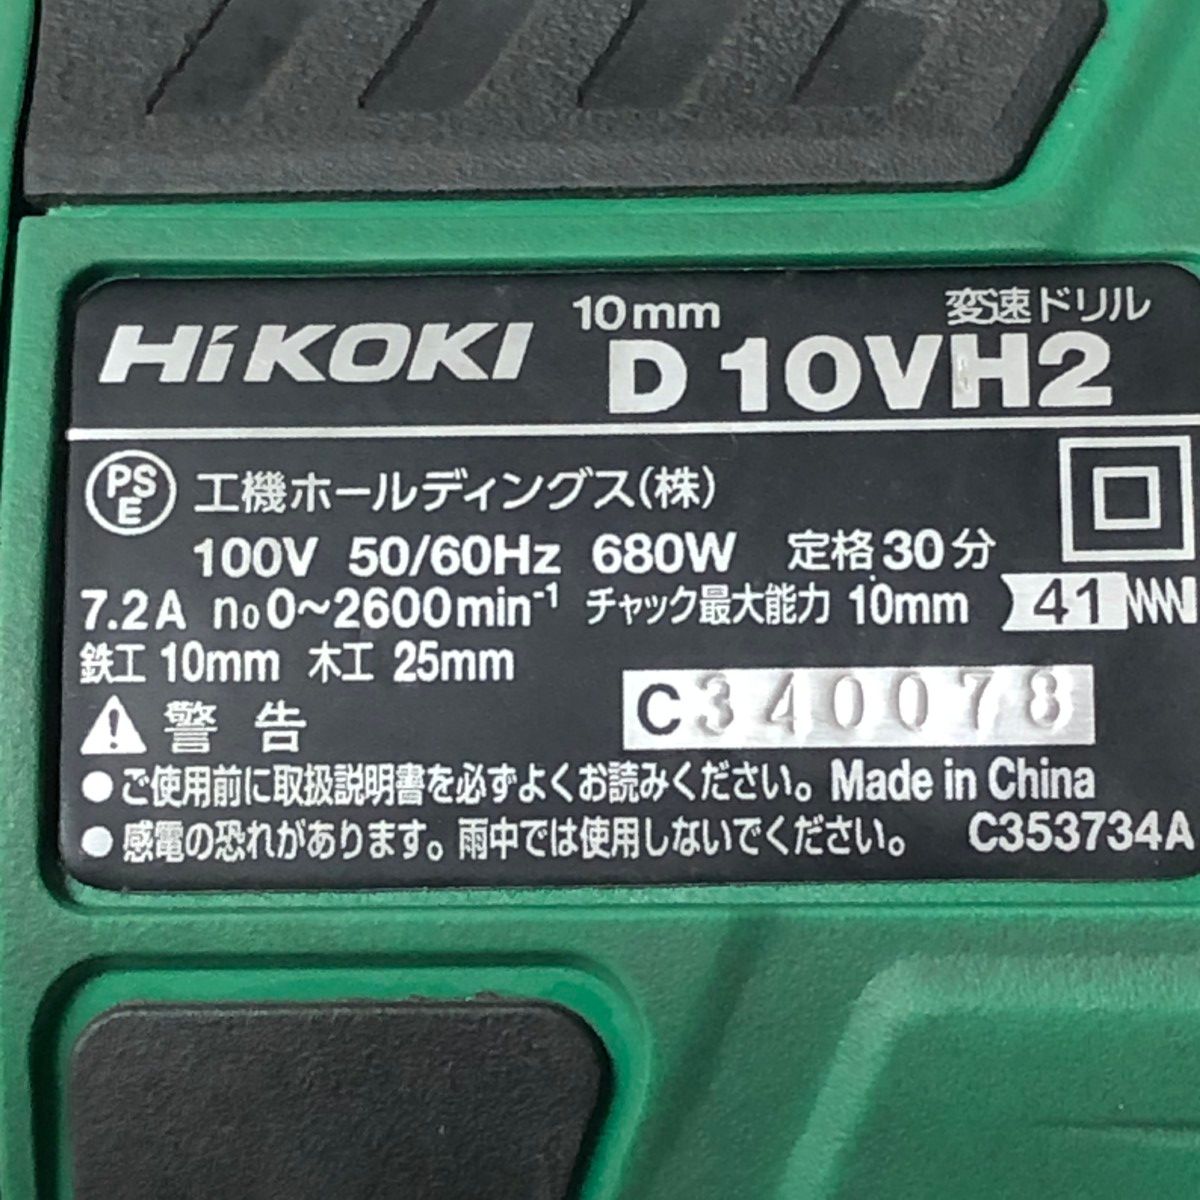 HiKOKI 10mm 変速ドリル
D 10VH2
PSE 工機ホールディングス(株)
100V 50/60Hz 680W 定格30分
7.2A n₀0~2600min⁻¹ チャック最大能力 10mm 41
鉄工 10mm 木工 25mm
警告 C340078
●ご使用前に取扱説明書を必ずよくお読みください。 Made in China
●感電の恐れがあります。雨中では使用しないでください。 C353734A